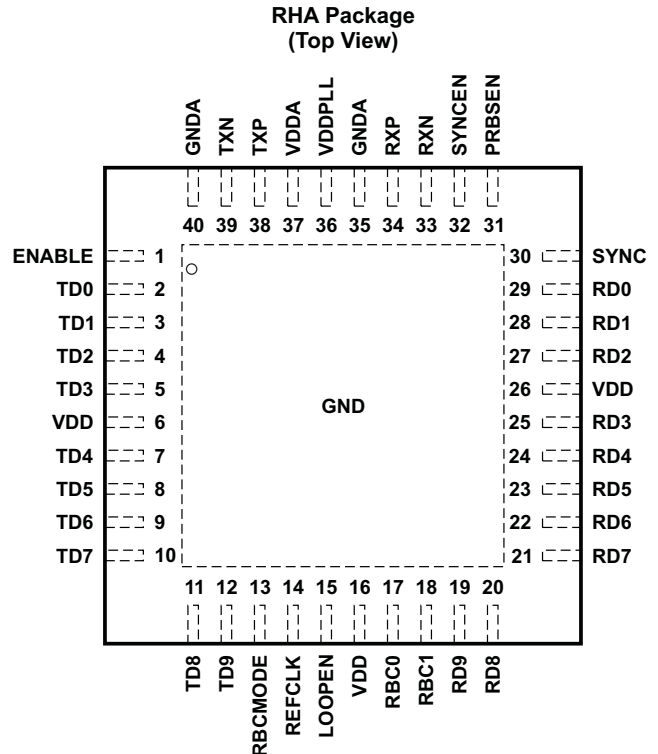 RHA Package
(Top View)
GNDA
TXN
TXP
VDDA
VDDPLL
GNDA
RXP
RXN
SYNCEN
PRBSEN
40 39 38 37 36 35 34 33 32 31
ENABLE 1
TD0 2
TD1 3
TD2 4
TD3 5
VDD 6
TD4 7
TD5 8
TD6 9
TD7 10
GND
30 SYNC
29 RD0
28 RD1
27 RD2
26 VDD
25 RD3
24 RD4
23 RD5
22 RD6
21 RD7
11 12 13 14 15 16 17 18 19 20
TD8
TD9
RBCMODE
REFCLK
LOOPEN
VDD
RBC0
RBC1
RD9
RD8